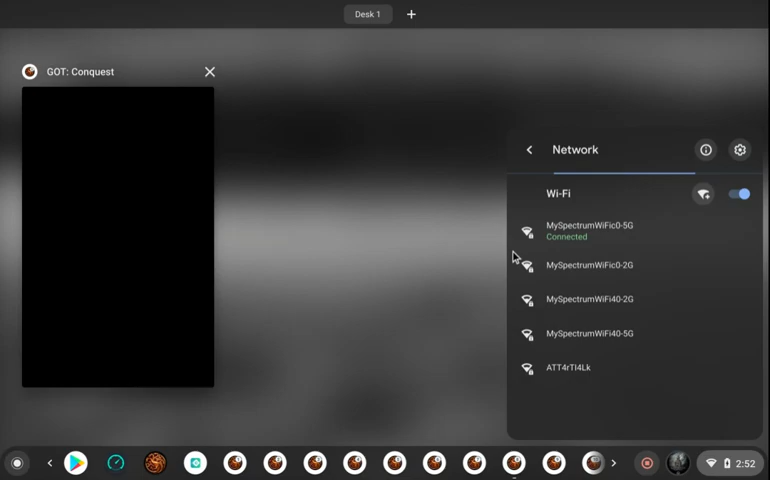 Desk 1
GOT: Conquest
Network
Wi-Fi
MySpectrumWiFic0-5G
Connected
MySpectrumWiFic0-2G
MySpectrumWiFi40-2G
MySpectrumWiFi40-5G
ATT4rTI4Lk
2:52